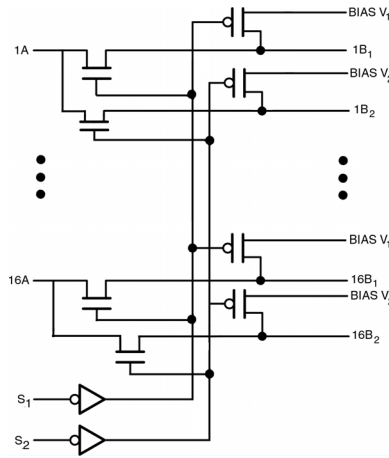 BIAS V1
1A
1B1
BIAS V2
1B2
BIAS V1
16A
16B1
BIAS V2
16B2
S1
S2